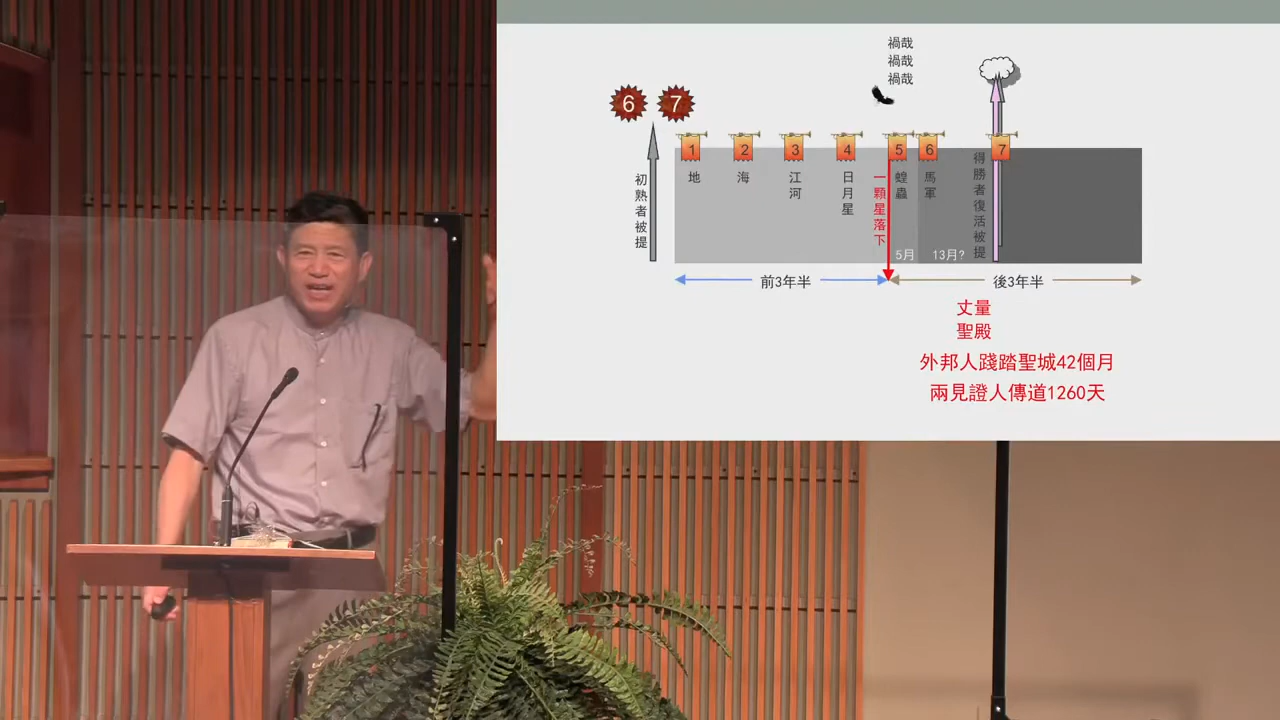 禍哉
禍哉
禍哉
6 7
1 2 3 4 5 6 7
初熟者被提
地
海
江河
日月星
一顆星落下
蝗蟲
馬軍
得勝者復活被提
5月 13月?
前3年半 後3年半
丈量
聖殿
外邦人踐踏聖城42個月
兩見證人傳道1260天